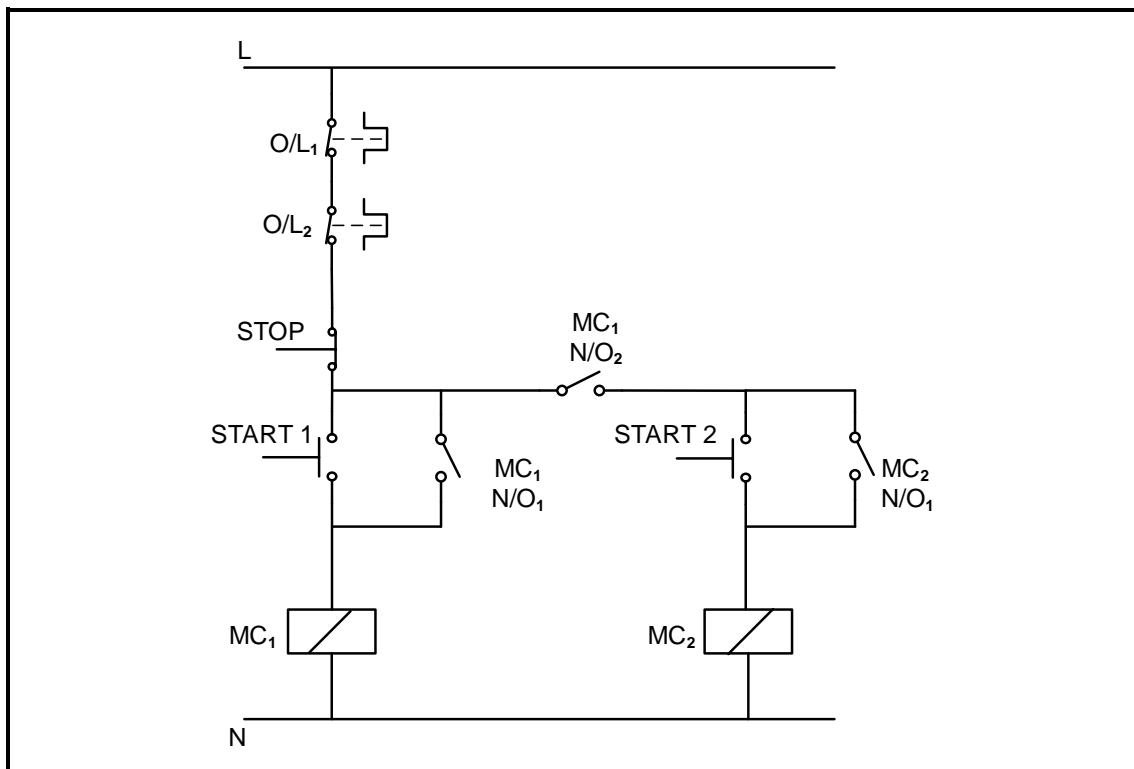 L
O/L₁
O/L₂
STOP
MC₁
N/O₂
START 1
MC₁
N/O₁
START 2
MC₂
N/O₁
MC₁
MC₂
N